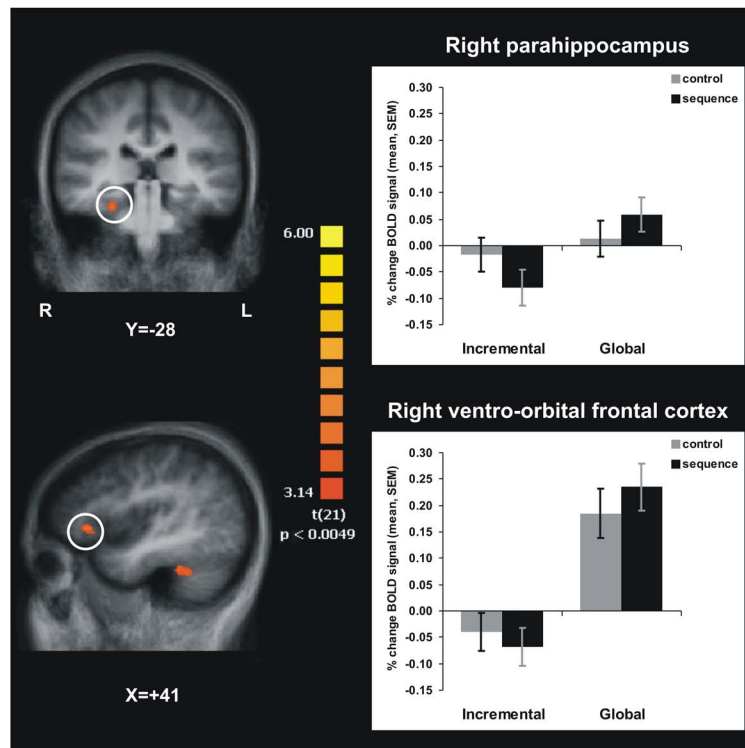 Right parahippocampus
control
sequence
% change BOLD signal (mean, SEM)
0.30
0.25
0.20
0.15
0.10
0.05
0.00
-0.05
-0.10
-0.15
Incremental Global
R L
Y=-28
6.00
3.14
t(21)
p < 0.0049
X=+41
Right ventro-orbital frontal cortex
control
sequence
% change BOLD signal (mean, SEM)
0.30
0.25
0.20
0.15
0.10
0.05
0.00
-0.05
-0.10
-0.15
Incremental Global